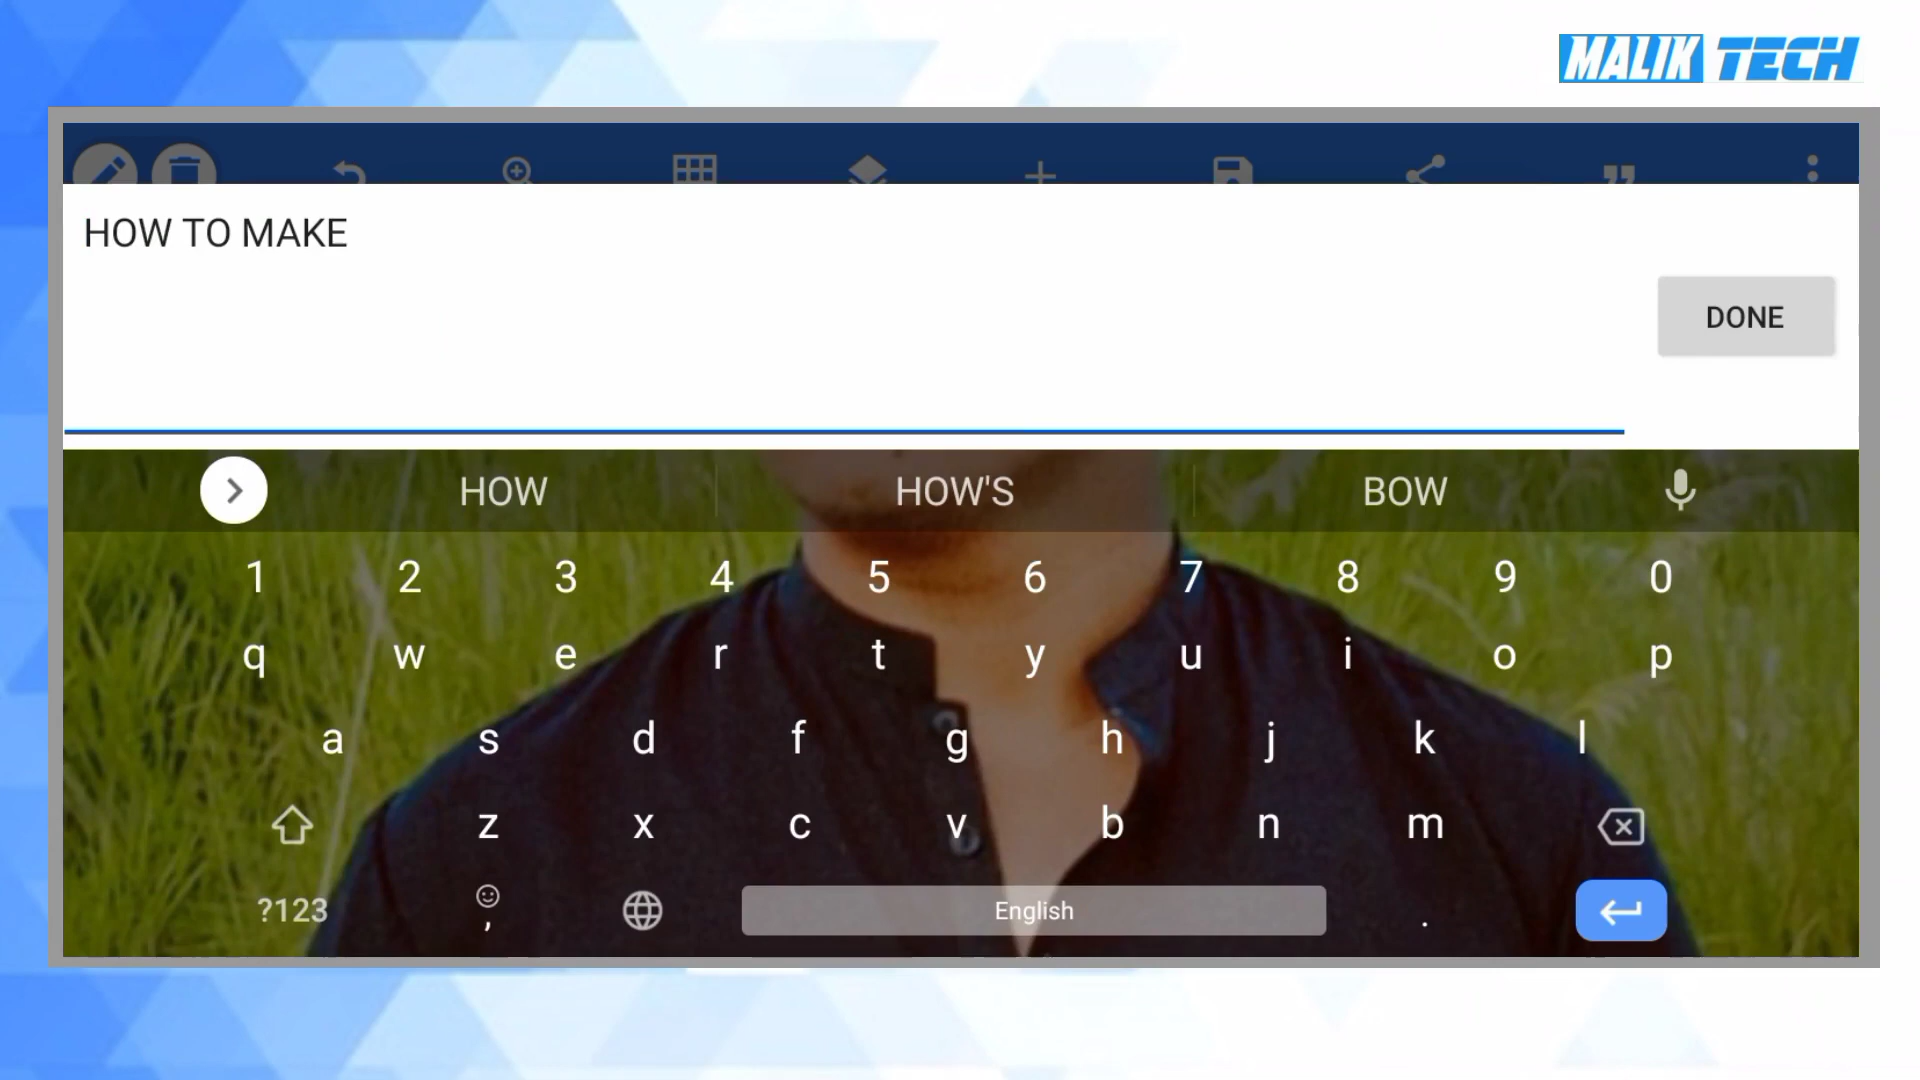 MALIK TECH
HOW TO MAKE
DONE
HOW HOW'S BOW
1 2 3 4 5 6 7 8 9 0
q w e r t y u i o p
a s d f g h j k l
z x c v b n m
?123 , English .